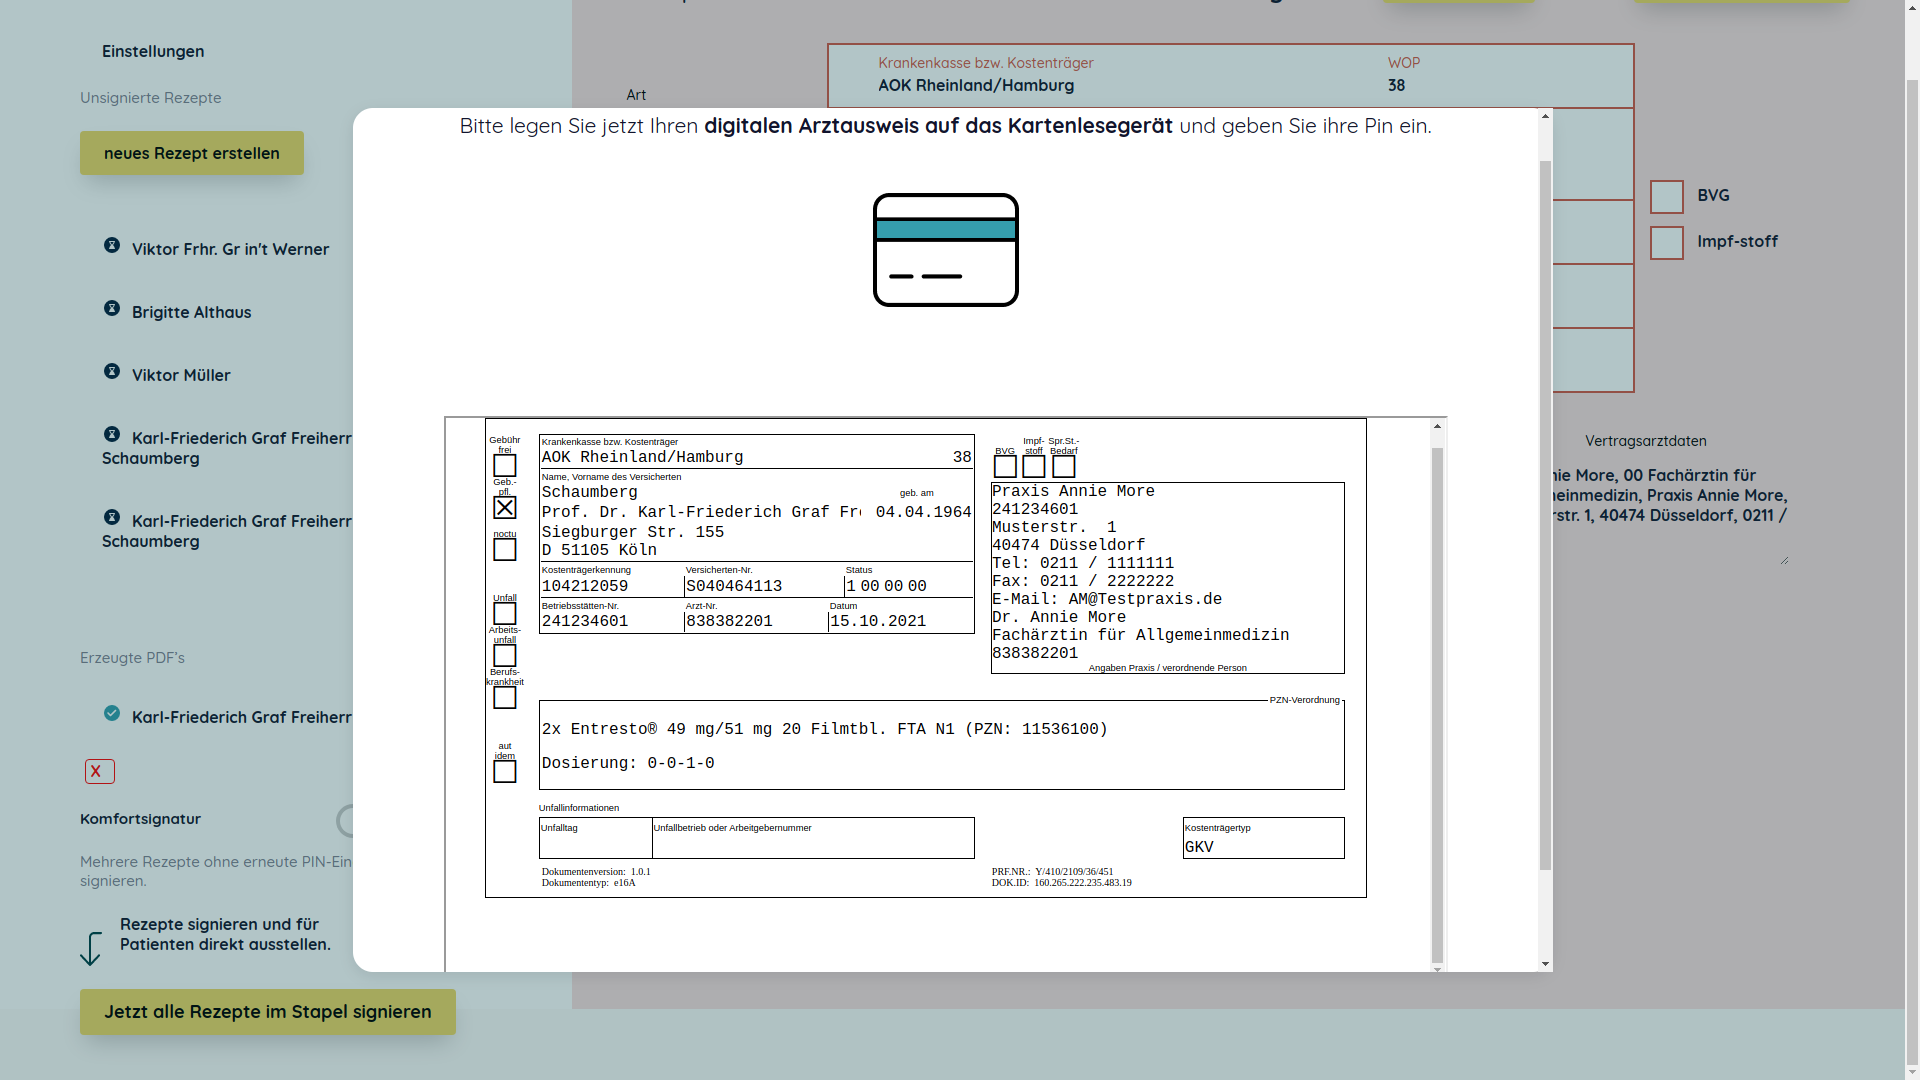 Einstellungen
Unsignierte Rezepte
neues Rezept erstellen
Viktor Frhr. Gr in't Werner
Brigitte Althaus
Viktor Müller
Karl-Friederich Graf Freiherr
Schaumberg
Karl-Friederich Graf Freiherr
Schaumberg
Erzeugte PDF's
Karl-Friederich Graf Freiherr
X
Komfortsignatur
Mehrere Rezepte ohne erneute PIN-Ein
signieren.
Rezepte signieren und für
Patienten direkt ausstellen.
Jetzt alle Rezepte im Stapel signieren
Art
Krankenkasse bzw. Kostenträger
AOK Rheinland/Hamburg
WOP
38
BVG
Impf-stoff
Vertragsarztdaten
nie More, 00 Fachärztin für
einmedizin, Praxis Annie More,
rstr. 1, 40474 Düsseldorf, 0211 /
Bitte legen Sie jetzt Ihren digitalen Arztausweis auf das Kartenlesegerät und geben Sie ihre Pin ein.
Gebühr
frei
Geb.-
pfl.
noctu
Unfall
Arbeits-
unfall
Berufs-
krankheit
aut
idem
Krankenkasse bzw. Kostenträger
AOK Rheinland/Hamburg 38
Name, Vorname des Versicherten
Schaumberg geb. am
Prof. Dr. Karl-Friederich Graf Fre 04.04.1964
Siegburger Str. 155
D 51105 Köln
Kostenträgerkennung Versicherten-Nr. Status
104212059 S040464113 1 00 00 00
Betriebsstätten-Nr. Arzt-Nr. Datum
241234601 838382201 15.10.2021
BVG Impf-stoff Spr.St.-Bedarf
Praxis Annie More
241234601
Musterstr. 1
40474 Düsseldorf
Tel: 0211 / 1111111
Fax: 0211 / 2222222
E-Mail: AM@Testpraxis.de
Dr. Annie More
Fachärztin für Allgemeinmedizin
838382201
Angaben Praxis / verordnende Person
PZN-Verordnung
2x Entresto® 49 mg/51 mg 20 Filmtbl. FTA N1 (PZN: 11536100)
Dosierung: 0-0-1-0
Unfallinformationen
Unfalltag Unfallbetrieb oder Arbeitgebernummer
Kostenträgertyp
GKV
Dokumentenversion: 1.0.1
Dokumententyp: e16A
PRF.NR.: Y/410/2109/36/451
DOK.ID: 160.265.222.235.483.19